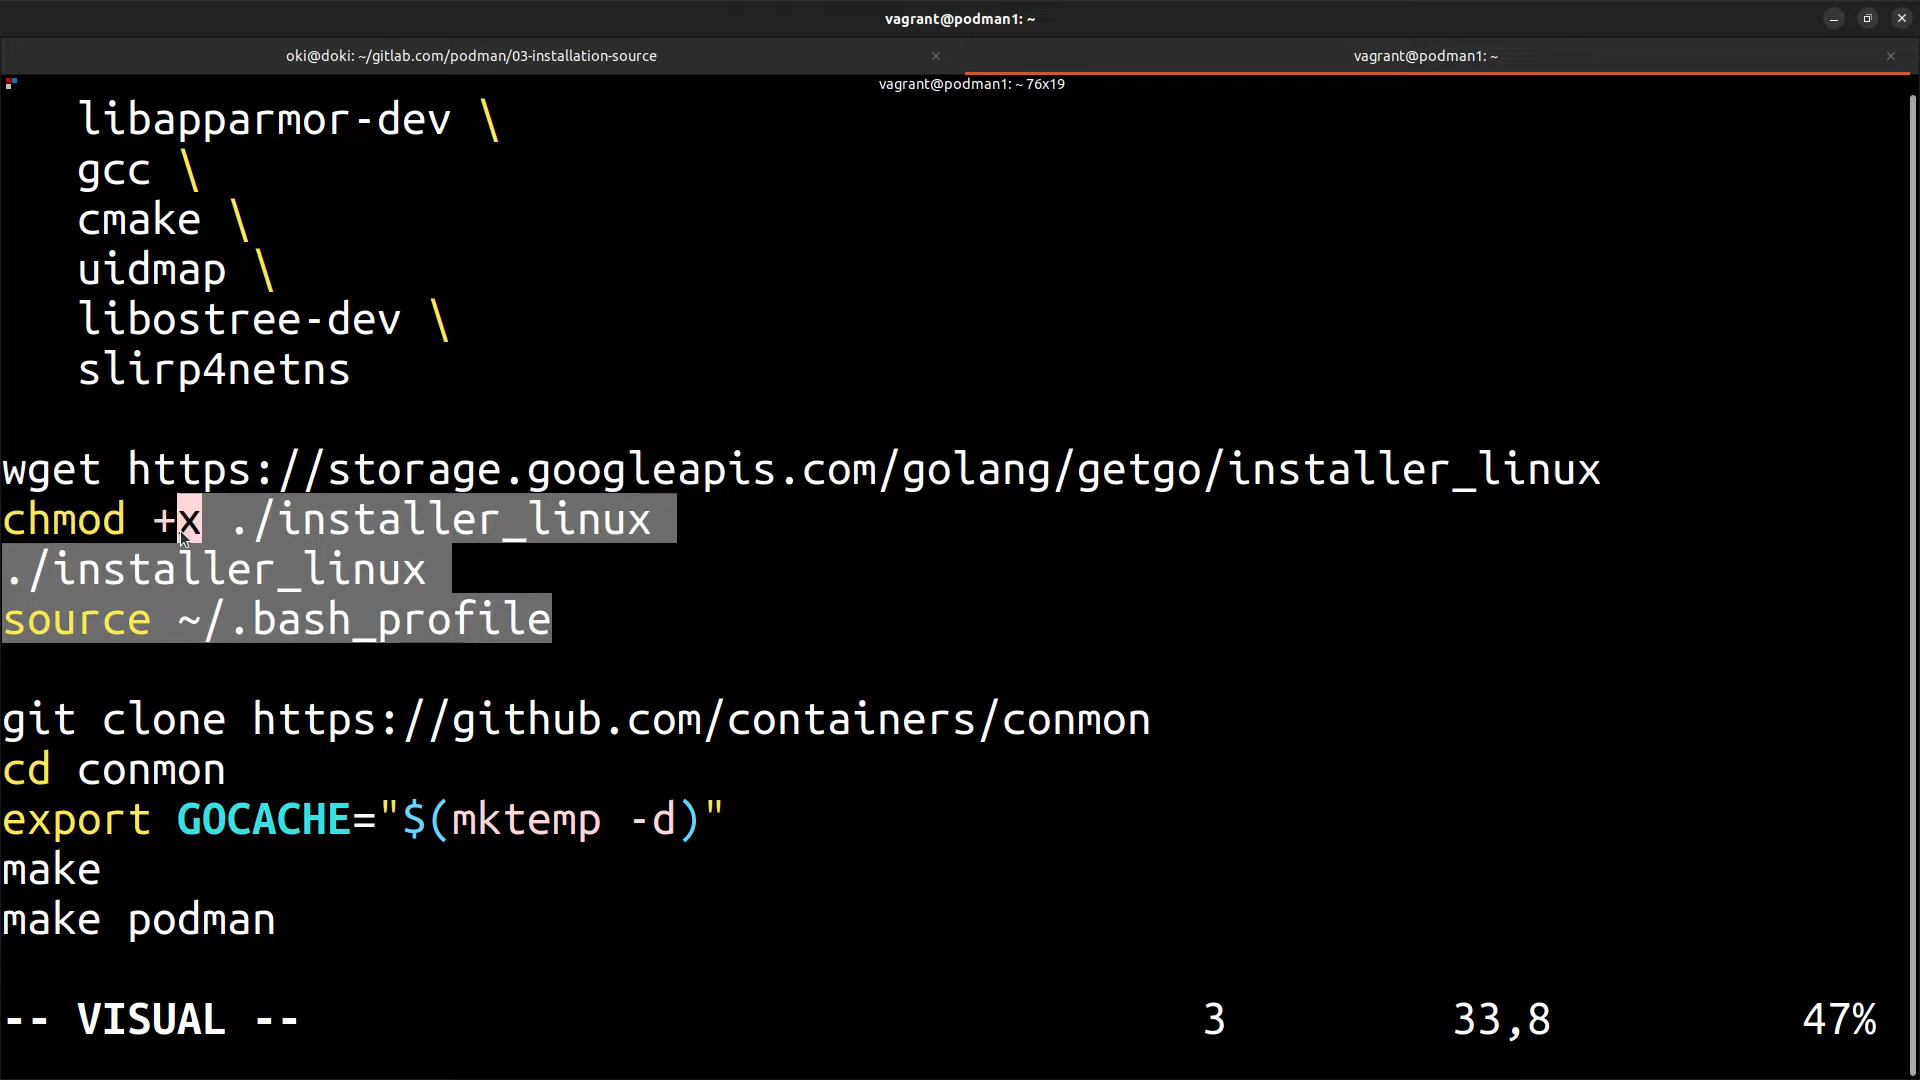 vagrant@podman1: ~
oki@doki: ~/gitlab.com/podman/03-installation-source
vagrant@podman1: ~
vagrant@podman1: ~ 76x19
libapparmor-dev \
gcc \
cmake \
uidmap \
libostree-dev \
slirp4netns
wget https://storage.googleapis.com/golang/getgo/installer_linux
chmod +x ./installer_linux
./installer_linux
source ~/.bash_profile
git clone https://github.com/containers/conmon
cd conmon
export GOCACHE="$(mktemp -d)"
make
make podman
-- VISUAL -- 3 33,8 47%